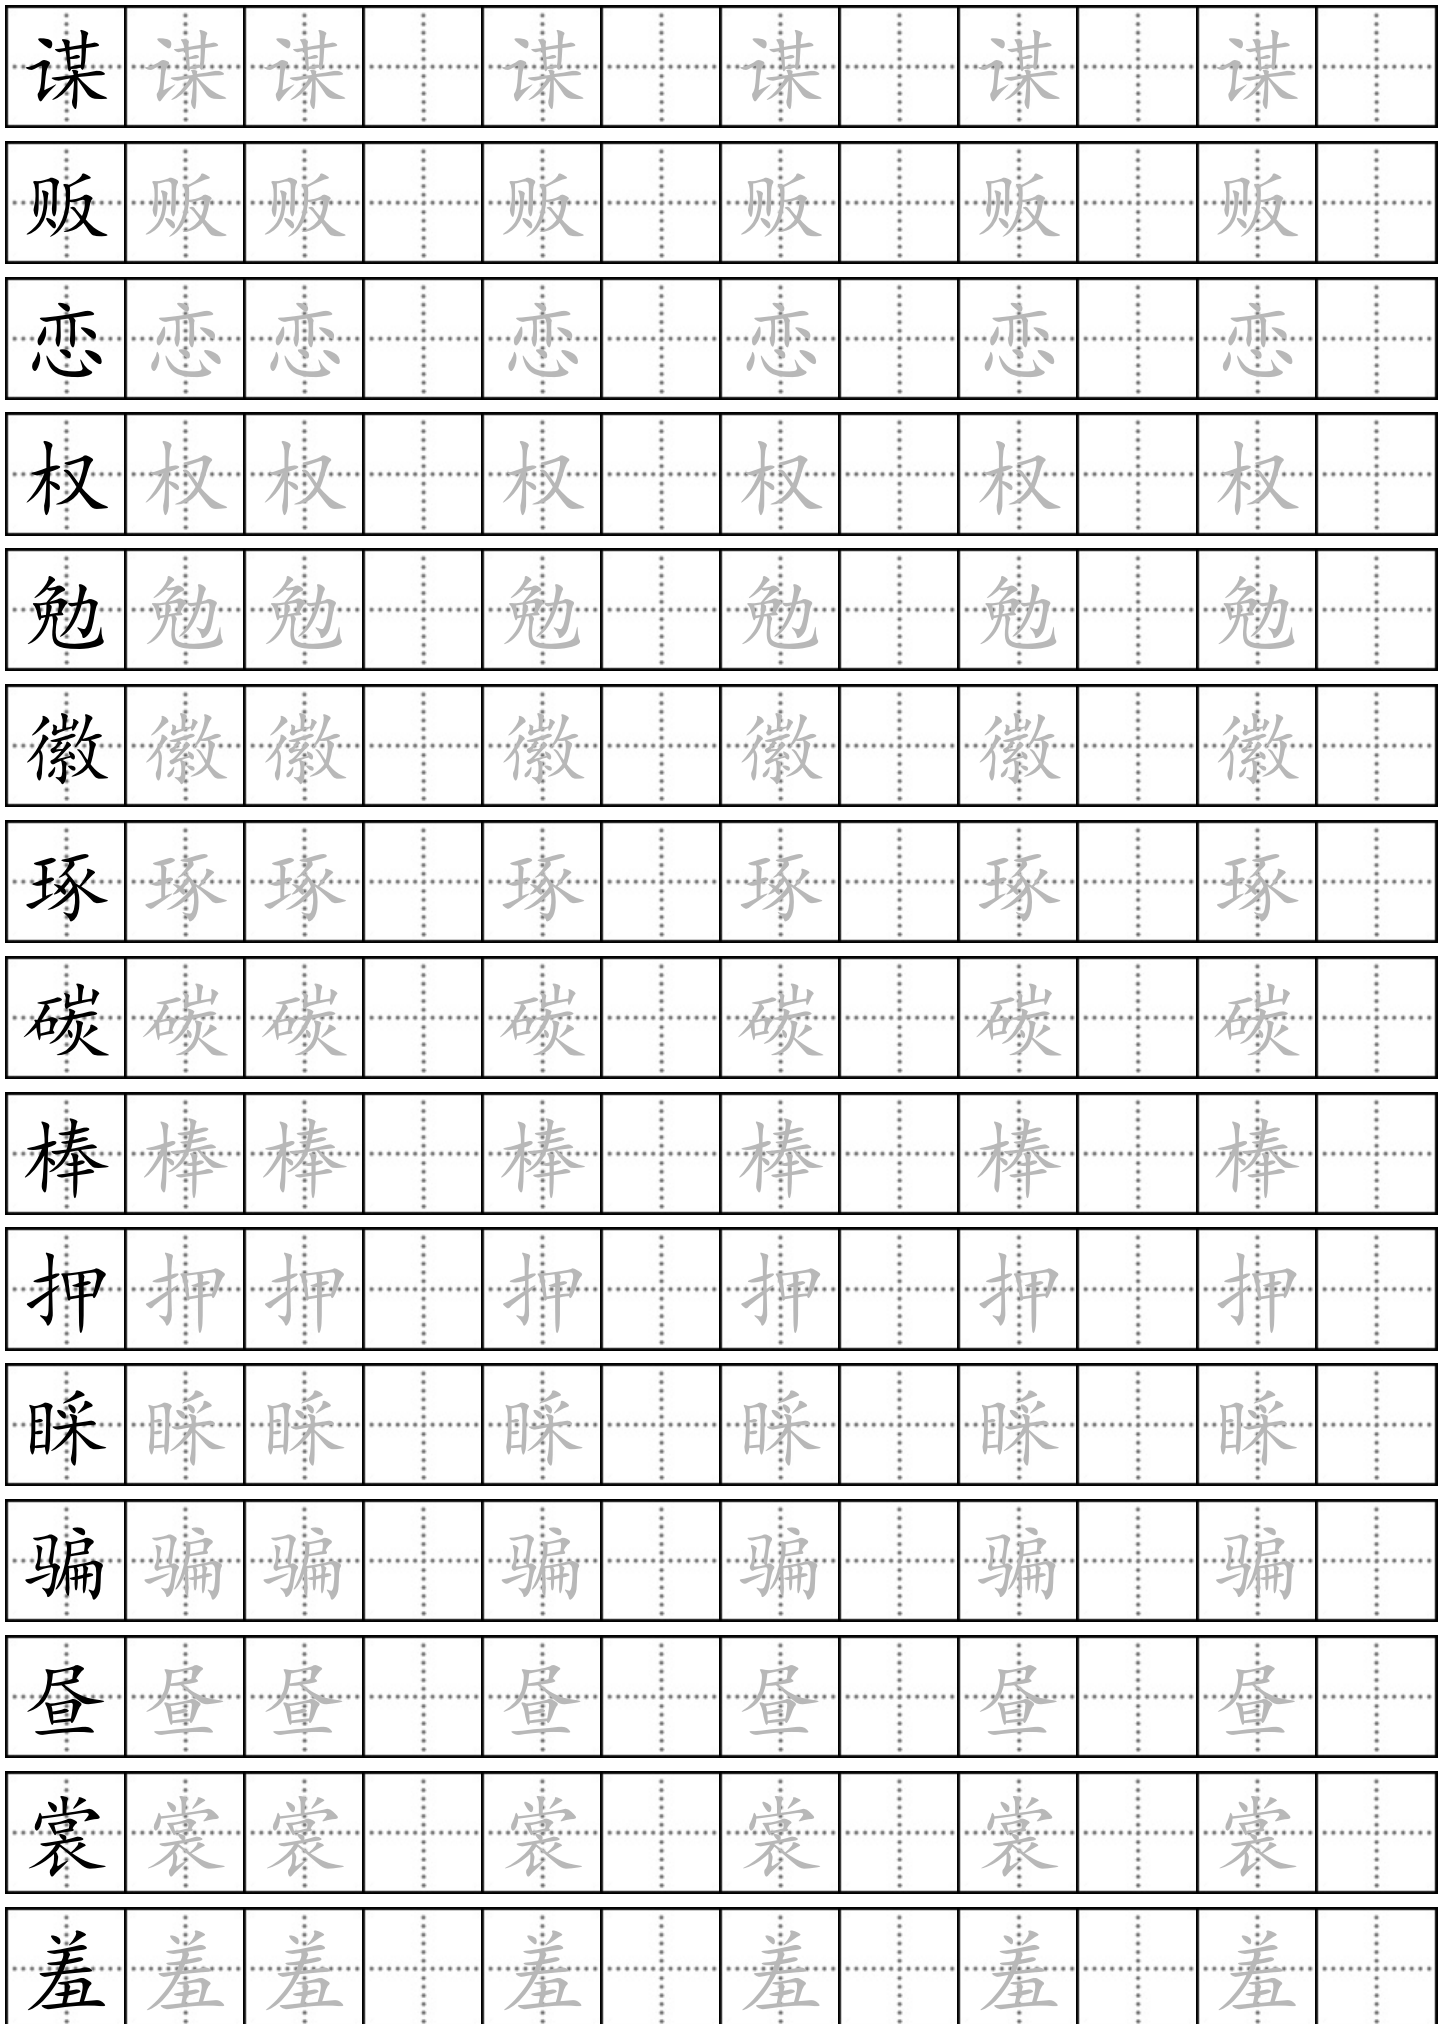 谋 谋 谋 谋 谋 谋 谋
贩 贩 贩 贩 贩 贩 贩
恋 恋 恋 恋 恋 恋 恋
权 权 权 权 权 权 权
勉 勉 勉 勉 勉 勉 勉
徽 徽 徽 徽 徽 徽 徽
琢 琢 琢 琢 琢 琢 琢
碳 碳 碳 碳 碳 碳 碳
棒 棒 棒 棒 棒 棒 棒
押 押 押 押 押 押 押
睬 睬 睬 睬 睬 睬 睬
骗 骗 骗 骗 骗 骗 骗
昼 昼 昼 昼 昼 昼 昼
裳 裳 裳 裳 裳 裳 裳
羞 羞 羞 羞 羞 羞 羞